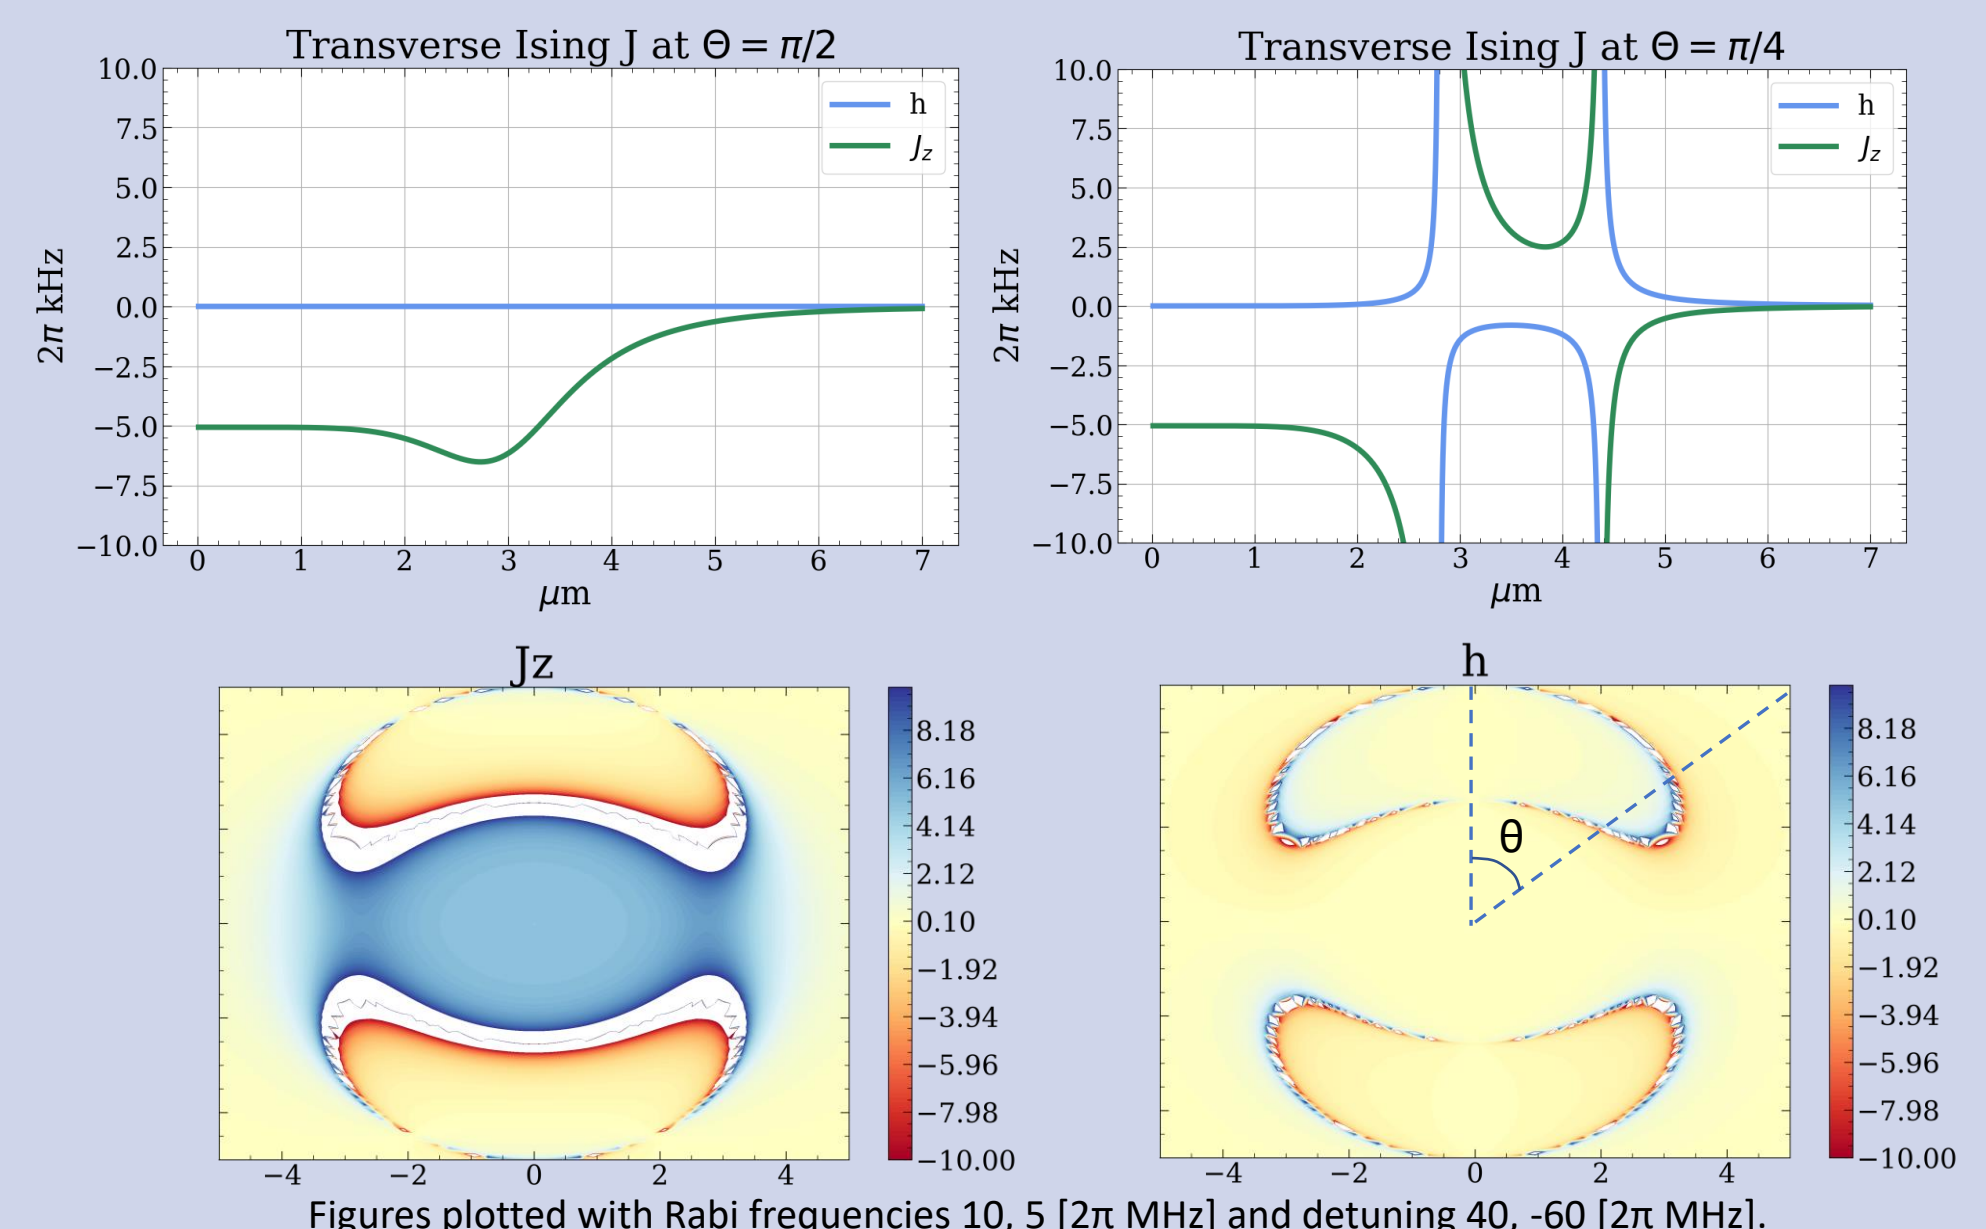 Transverse Ising J at Θ = π/2
10.0
7.5
5.0
2.5
0.0
−2.5
−5.0
−7.5
−10.0
2π kHz
h
J_z
0 1 2 3 4 5 6 7
μm
Transverse Ising J at Θ = π/4
10.0
7.5
5.0
2.5
0.0
−2.5
−5.0
−7.5
−10.0
2π kHz
h
J_z
0 1 2 3 4 5 6 7
μm
Jz
8.18
6.16
4.14
2.12
0.10
−1.92
−3.94
−5.96
−7.98
−10.00
−4 −2 0 2 4
h
θ
8.18
6.16
4.14
2.12
0.10
−1.92
−3.94
−5.96
−7.98
−10.00
−4 −2 0 2 4
Figures plotted with Rabi frequencies 10, 5 [2π MHz] and detuning 40, -60 [2π MHz].